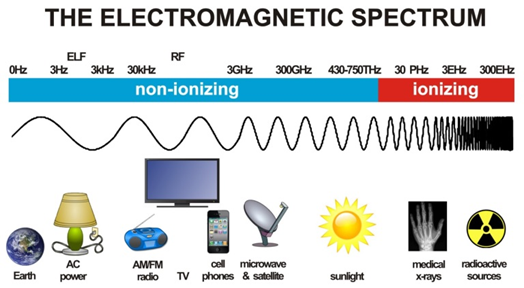 THE ELECTROMAGNETIC SPECTRUM
ELF RF
0Hz 3Hz 3kHz 30kHz 3GHz 300GHz 430-750THz 30 PHz 3EHz 300EHz
non-ionizing ionizing
Earth
AC
power
AM/FM
radio
TV
cell
phones
microwave
& satellite
sunlight
medical
x-rays
radioactive
sources